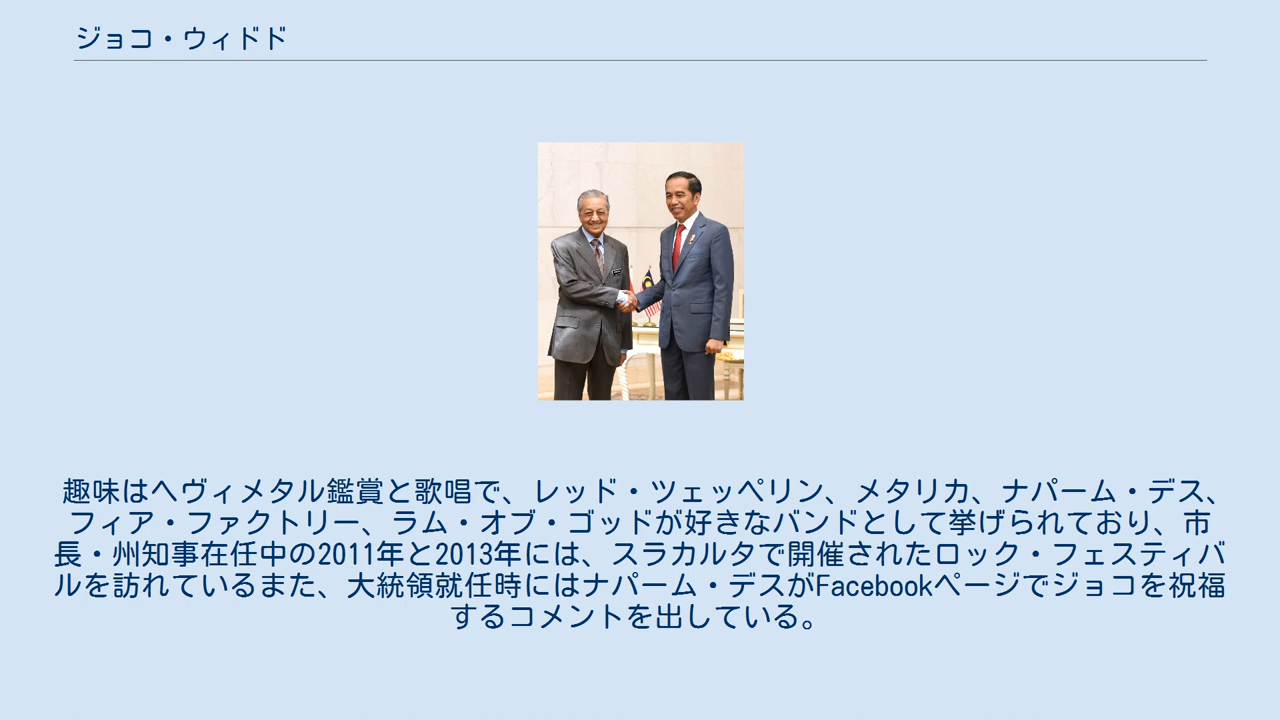 ジョコ・ウィドド
趣味はヘヴィメタル鑑賞と歌唱で、レッド・ツェッペリン、メタリカ、ナパーム・デス、
フィア・ファクトリー、ラム・オブ・ゴッドが好きなバンドとして挙げられており、市
長・州知事在任中の2011年と2013年には、スラカルタで開催されたロック・フェスティバ
ルを訪れているまた、大統領就任時にはナパーム・デスがFacebookページでジョコを祝福
するコメントを出している。